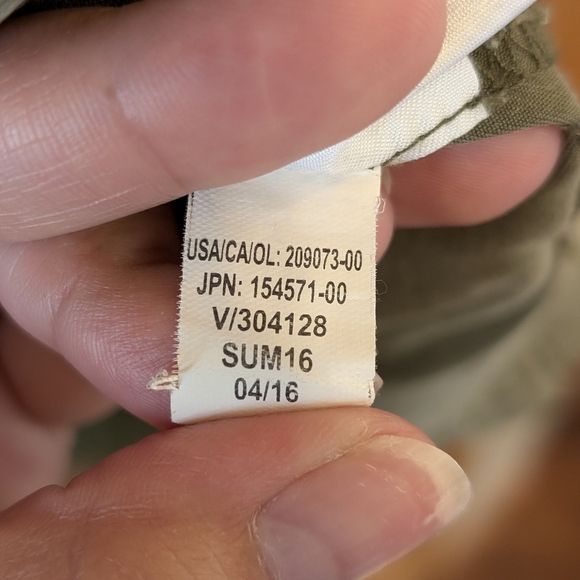 USA/CA/OL: 209073-00
JPN: 154571-00
V/304128
SUM16
04/16